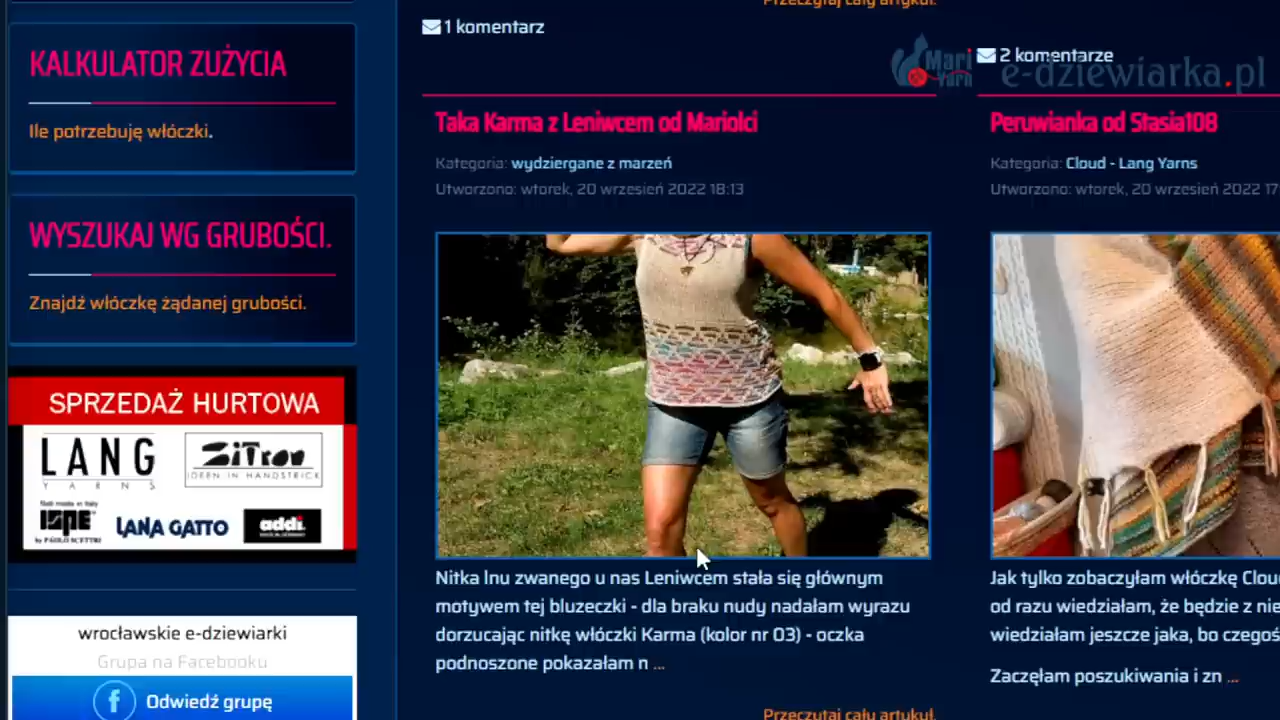 Przeczytaj cały artykuł.
1 komentarz
2 komentarze
Mari Yarn
e-dziewiarka.pl
KALKULATOR ZUŻYCIA
Ile potrzebuję włóczki.
WYSZUKAJ WG GRUBOŚCI.
Znajdź włóczkę żądanej grubości.
SPRZEDAŻ HURTOWA
LANG
YARNS
ZiTRON
IDEEN IN HANDSTRICK
LANA GATTO
addi
wrocławskie e-dziewiarki
Grupa na Facebooku
Odwiedź grupę
Taka Karma z Leniwcem od Mariolci
Kategoria: wydziergane z marzeń
Utworzono: wtorek, 20 wrzesień 2022 18:13
Nitka lnu zwanego u nas Leniwcem stała się głównym
motywem tej bluzeczki - dla braku nudy nadałam wyrazu
dorzucając nitkę włóczki Karma (kolor nr 03) - oczka
podnoszone pokazałam n ...
Przeczytaj cały artykuł.
Peruwianka od Stasia108
Kategoria: Cloud - Lang Yarns
Utworzono: wtorek, 20 wrzesień 2022 17
Jak tylko zobaczyłam włóczkę Clou
od razu wiedziałam, że będzie z nie
wiedziałam jeszcze jaka, bo czegoś
Zaczęłam poszukiwania i zn ...